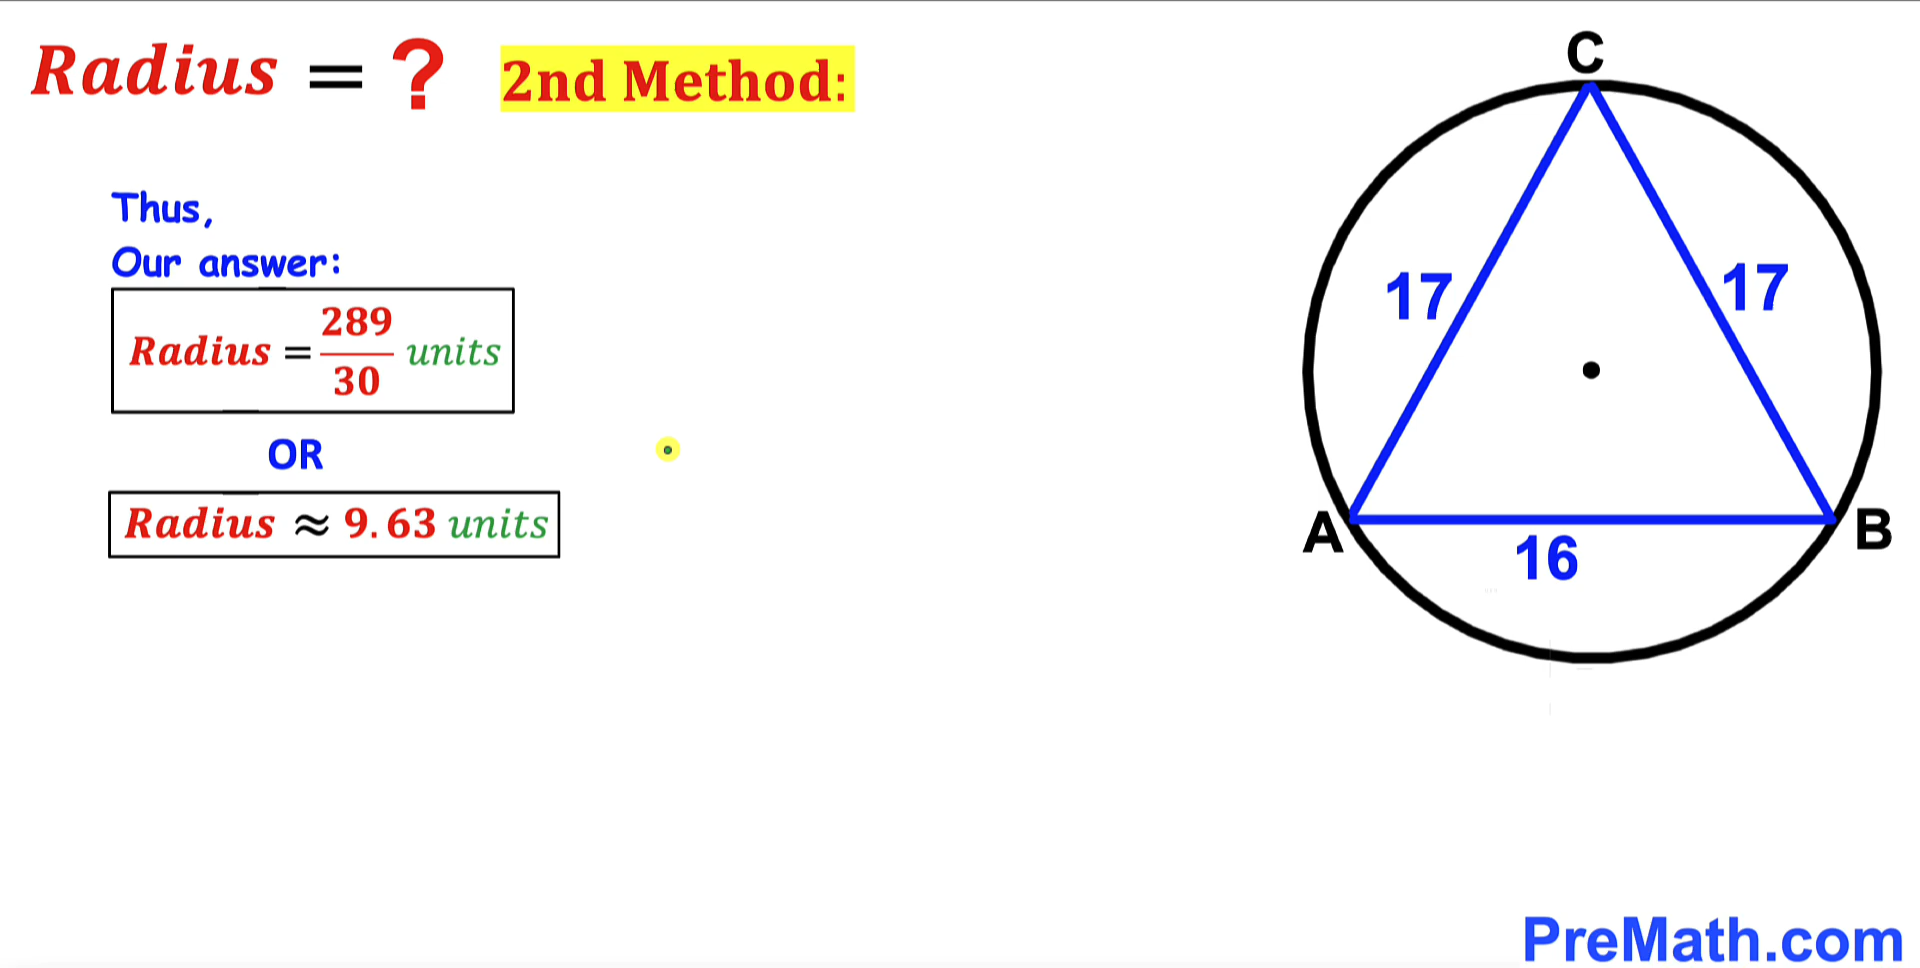 Radius = ? 2nd Method:
C
Thus,
Our answer:
Radius = 289/30 units
17
17
OR
Radius ≈ 9.63 units
A
B
16
PreMath.com